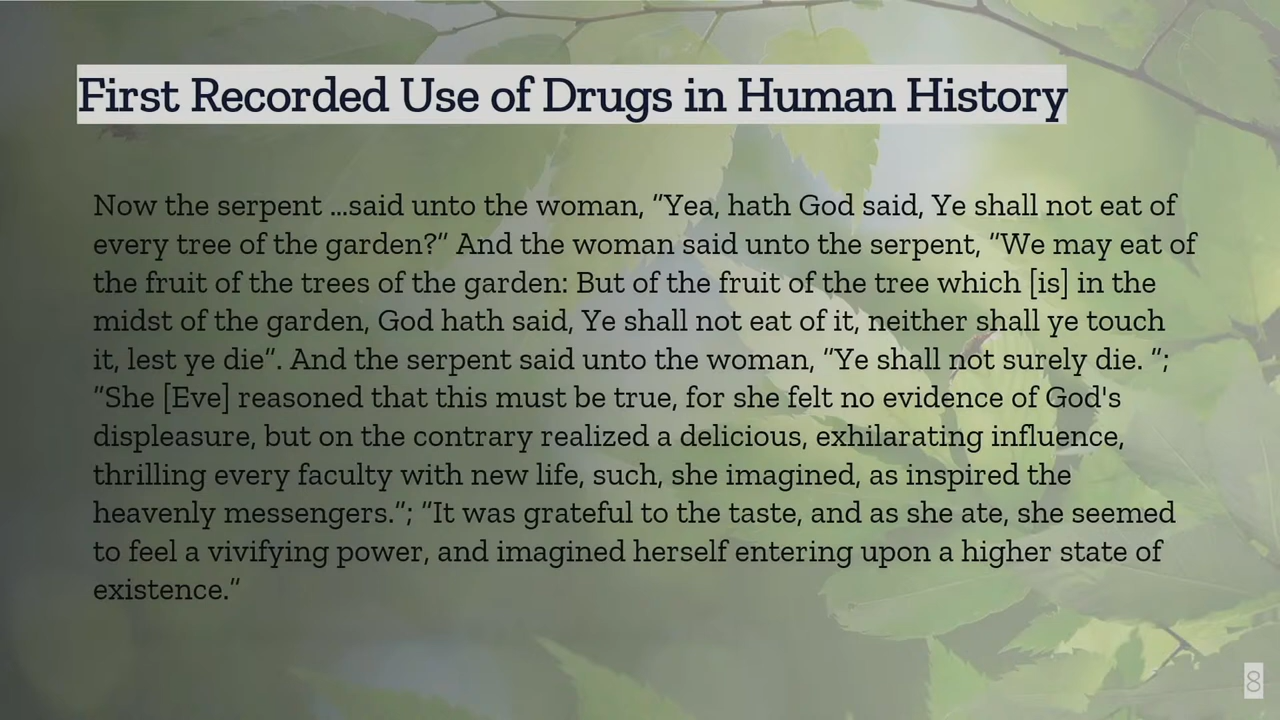 First Recorded Use of Drugs in Human History
Now the serpent ...said unto the woman, “Yea, hath God said, Ye shall not eat of
every tree of the garden?” And the woman said unto the serpent, “We may eat of
the fruit of the trees of the garden: But of the fruit of the tree which [is] in the
midst of the garden, God hath said, Ye shall not eat of it, neither shall ye touch
it, lest ye die”. And the serpent said unto the woman, “Ye shall not surely die. ”;
“She [Eve] reasoned that this must be true, for she felt no evidence of God's
displeasure, but on the contrary realized a delicious, exhilarating influence,
thrilling every faculty with new life, such, she imagined, as inspired the
heavenly messengers.”; “It was grateful to the taste, and as she ate, she seemed
to feel a vivifying power, and imagined herself entering upon a higher state of
existence.”
8